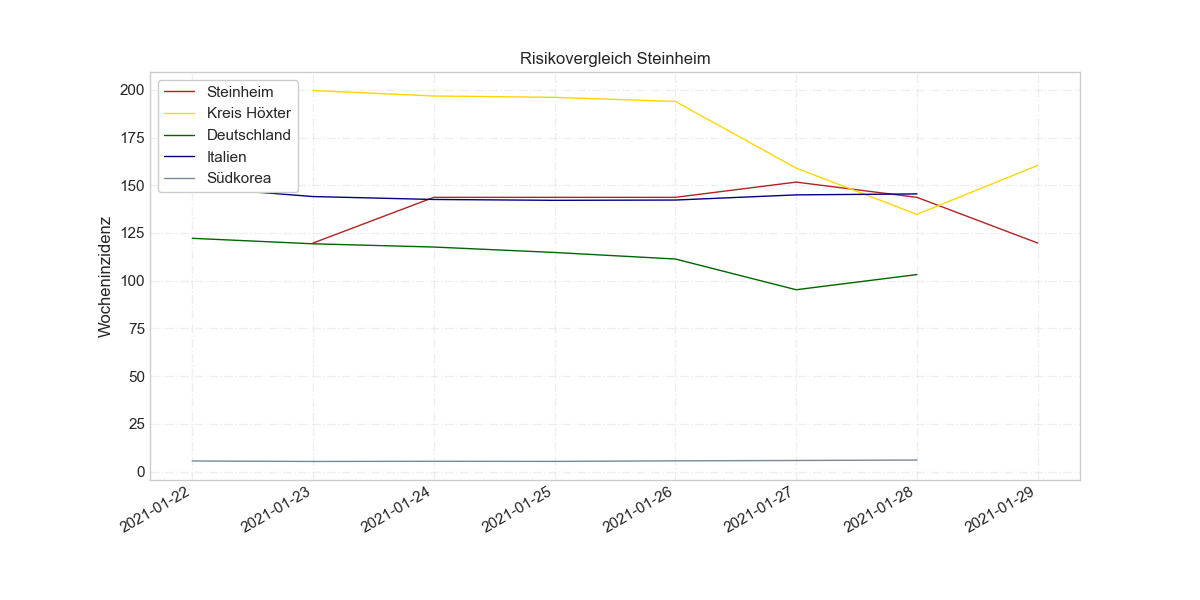 Risikovergleich Steinheim
Steinheim
Kreis Höxter
Deutschland
Italien
Südkorea
Wocheninzidenz
200
175
150
125
100
75
50
25
0
2021-01-22
2021-01-23
2021-01-24
2021-01-25
2021-01-26
2021-01-27
2021-01-28
2021-01-29